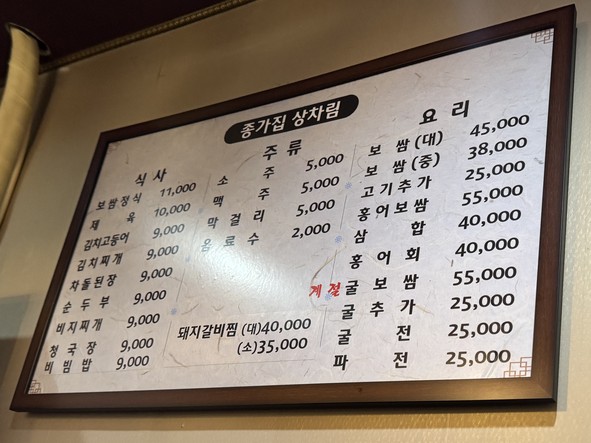 종가집 상차림
식 사
보쌈정식 11,000
제 육 10,000
김치고등어 9,000
김치찌개 9,000
차돌된장 9,000
순 두 부 9,000
비지찌개 9,000
청 국 장 9,000
비 빔 밥 9,000
주 류
소 주 5,000
맥 주 5,000
막 걸 리 5,000
음 료 수 2,000
돼지갈비찜 (대)40,000
(소)35,000
요 리
보 쌈 (대) 45,000
보 쌈 (중) 38,000
고기추가 25,000
홍어보쌈 55,000
삼 합 40,000
홍 어 회 40,000
계절 굴 보 쌈 55,000
굴 추 가 25,000
굴 전 25,000
파 전 25,000